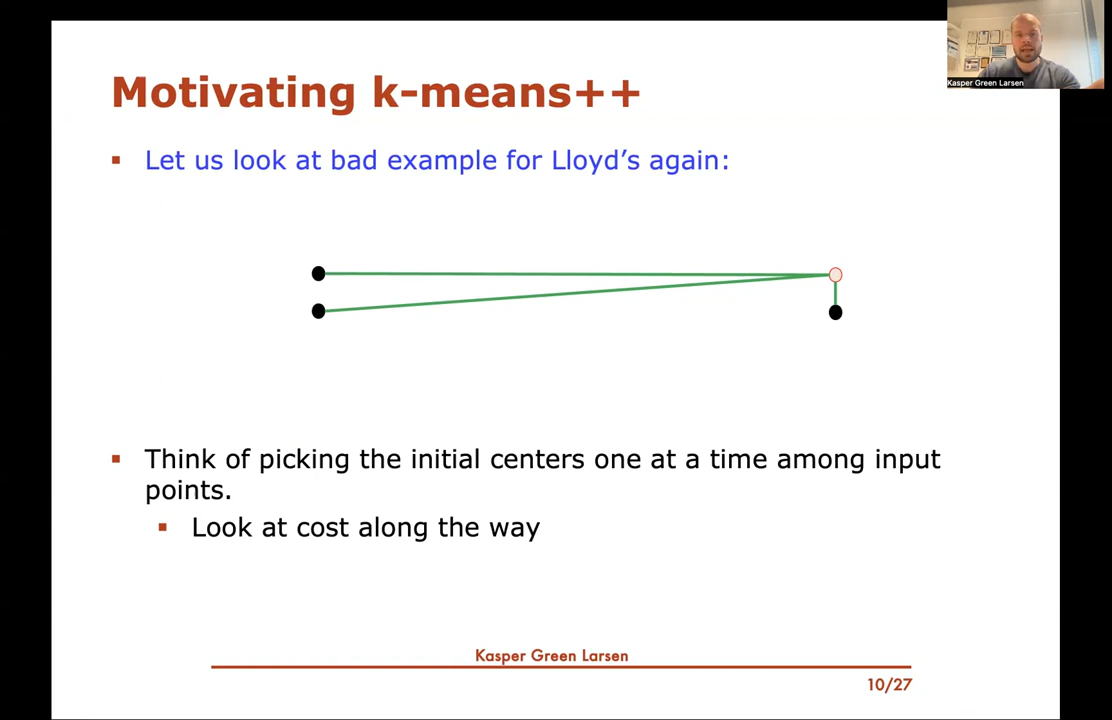 Motivating k-means++
Kasper Green Larsen
▪ Let us look at bad example for Lloyd’s again:
▪ Think of picking the initial centers one at a time among input
points.
▪ Look at cost along the way
Kasper Green Larsen
10/27